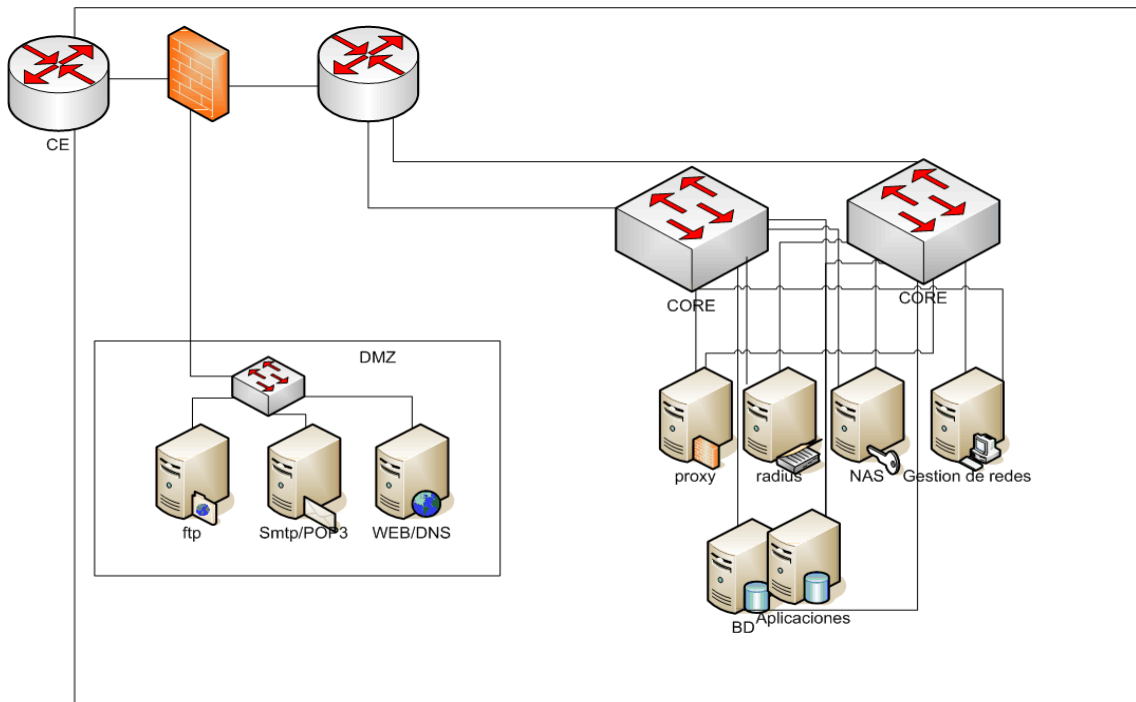 CE
CORE
CORE
DMZ
ftp
Smtp/POP3
WEB/DNS
proxy
radius
NAS
Gestion de redes
BD
Aplicaciones